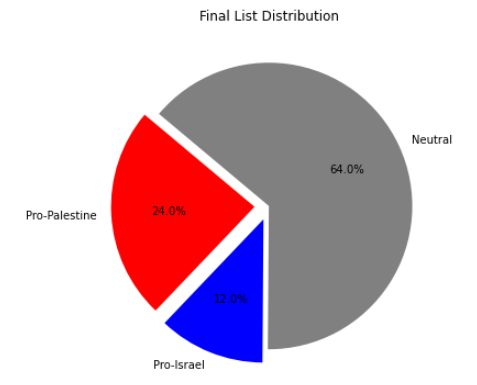 Final List Distribution
Neutral
64.0%
24.0%
Pro-Palestine
12.0%
Pro-Israel